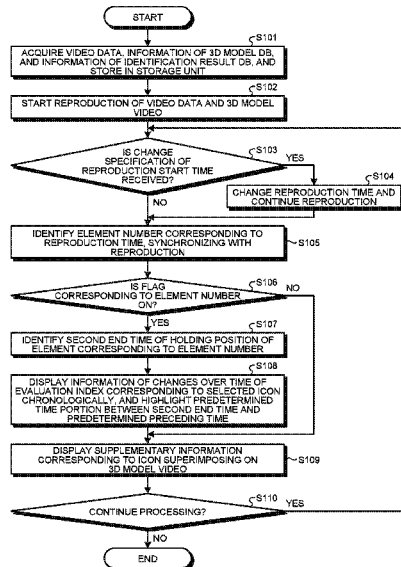 START
S101
ACQUIRE VIDEO DATA, INFORMATION OF 3D MODEL DB,
AND INFORMATION OF IDENTIFICATION RESULT DB, AND
STORE IN STORAGE UNIT
S102
START REPRODUCTION OF VIDEO DATA AND 3D MODEL
VIDEO
S103
IS CHANGE
SPECIFICATION OF
REPRODUCTION START TIME
RECEIVED?
YES
S104
CHANGE REPRODUCTION TIME AND
CONTINUE REPRODUCTION
NO
IDENTIFY ELEMENT NUMBER CORRESPONDING TO
REPRODUCTION TIME, SYNCHRONIZING WITH
REPRODUCTION
S105
S106
IS FLAG
CORRESPONDING TO ELEMENT NUMBER
ON?
NO
YES
S107
IDENTIFY SECOND END TIME OF HOLDING POSITION OF
ELEMENT CORRESPONDING TO ELEMENT NUMBER
S108
DISPLAY INFORMATION OF CHANGES OVER TIME OF
EVALUATION INDEX CORRESPONDING TO SELECTED ICON
CHRONOLOGICALLY, AND HIGHLIGHT PREDETERMINED
TIME PORTION BETWEEN SECOND END TIME AND
PREDETERMINED PRECEDING TIME
DISPLAY SUPPLEMENTARY INFORMATION
CORRESPONDING TO ICON SUPERIMPOSING ON
3D MODEL VIDEO
S109
S110
CONTINUE PROCESSING?
YES
NO
END